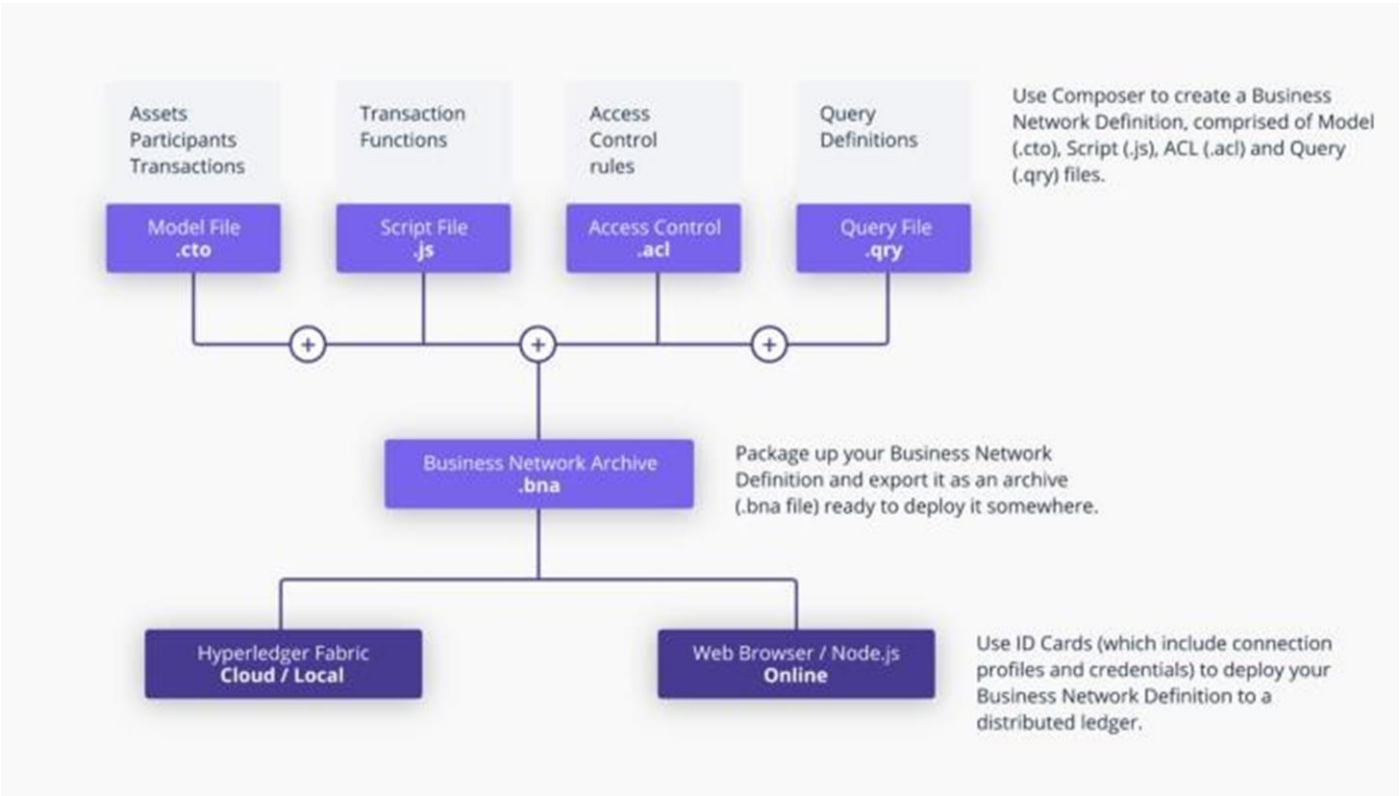 Assets
Participants
Transactions
Model File
.cto
Transaction
Functions
Script File
.js
Access
Control
rules
Access Control
.acl
Query
Definitions
Query File
.qry
Use Composer to create a Business
Network Definition, comprised of Model
(.cto), Script (.js), ACL (.acl) and Query
(.qry) files.
+
+
+
Business Network Archive
.bna
Package up your Business Network
Definition and export it as an archive
(.bna file) ready to deploy it somewhere.
Hyperledger Fabric
Cloud / Local
Web Browser / Node.js
Online
Use ID Cards (which include connection
profiles and credentials) to deploy your
Business Network Definition to a
distributed ledger.